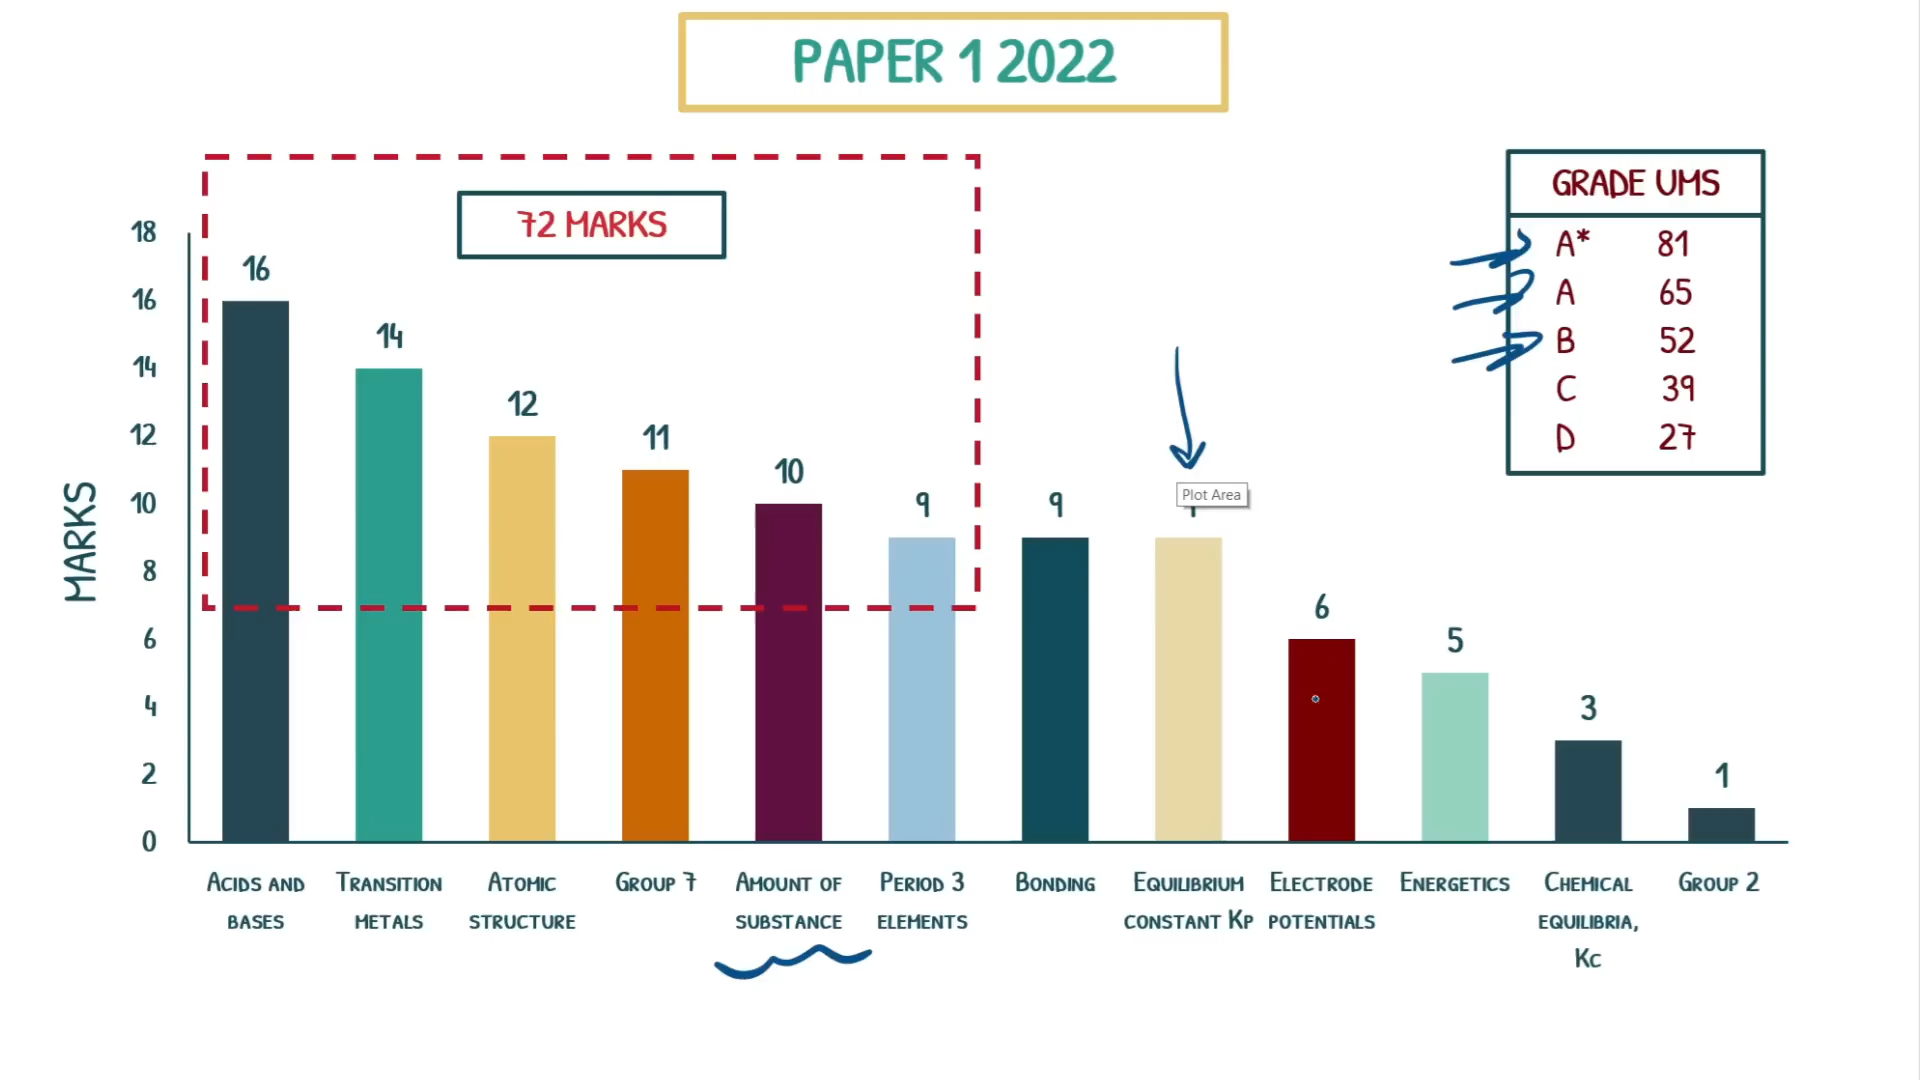 PAPER 1 2022
72 MARKS
GRADE UMS
A* 81
A 65
B 52
C 39
D 27
MARKS
18
16
14
12
10
8
6
4
2
0
16
14
12
11
10
9
9
Plot Area
6
5
3
1
ACIDS AND BASES
TRANSITION METALS
ATOMIC STRUCTURE
GROUP 7
AMOUNT OF SUBSTANCE
PERIOD 3 ELEMENTS
BONDING
EQUILIBRIUM CONSTANT KP
ELECTRODE POTENTIALS
ENERGETICS
CHEMICAL EQUILIBRIA, KC
GROUP 2